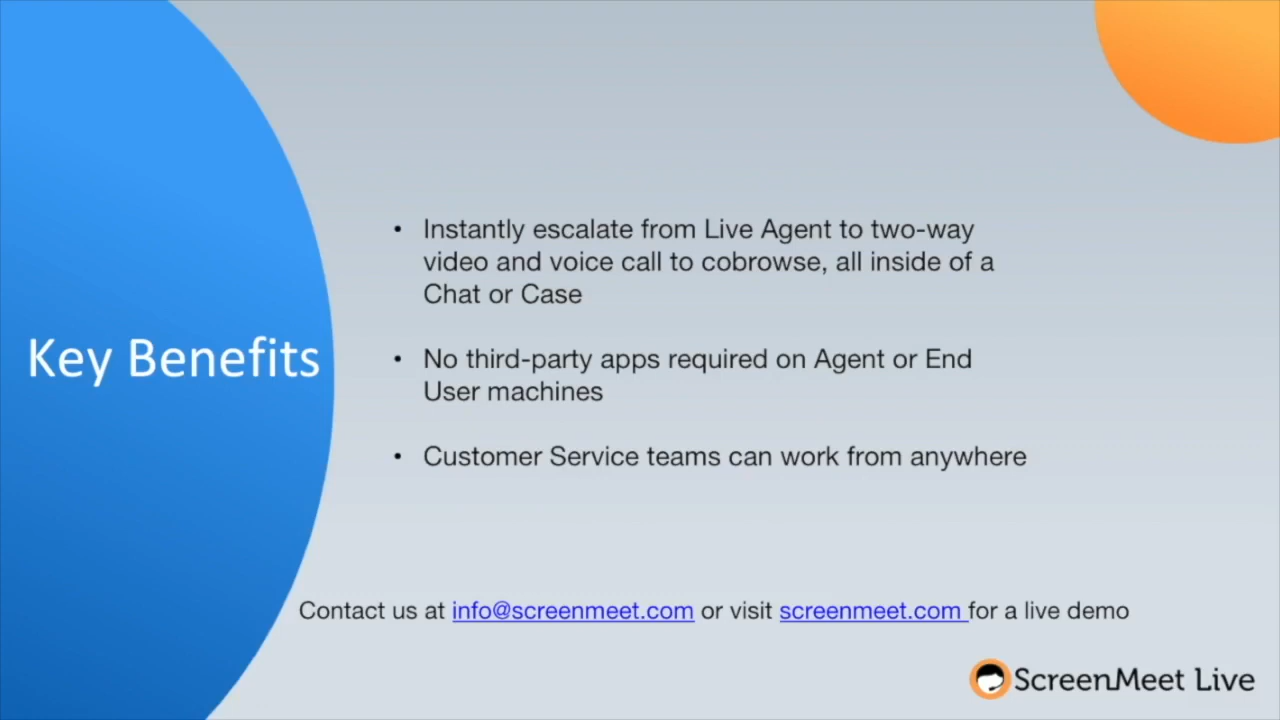 Key Benefits
• Instantly escalate from Live Agent to two-way
video and voice call to cobrowse, all inside of a
Chat or Case
• No third-party apps required on Agent or End
User machines
• Customer Service teams can work from anywhere
Contact us at info@screenmeet.com or visit screenmeet.com for a live demo
ScreenMeet Live